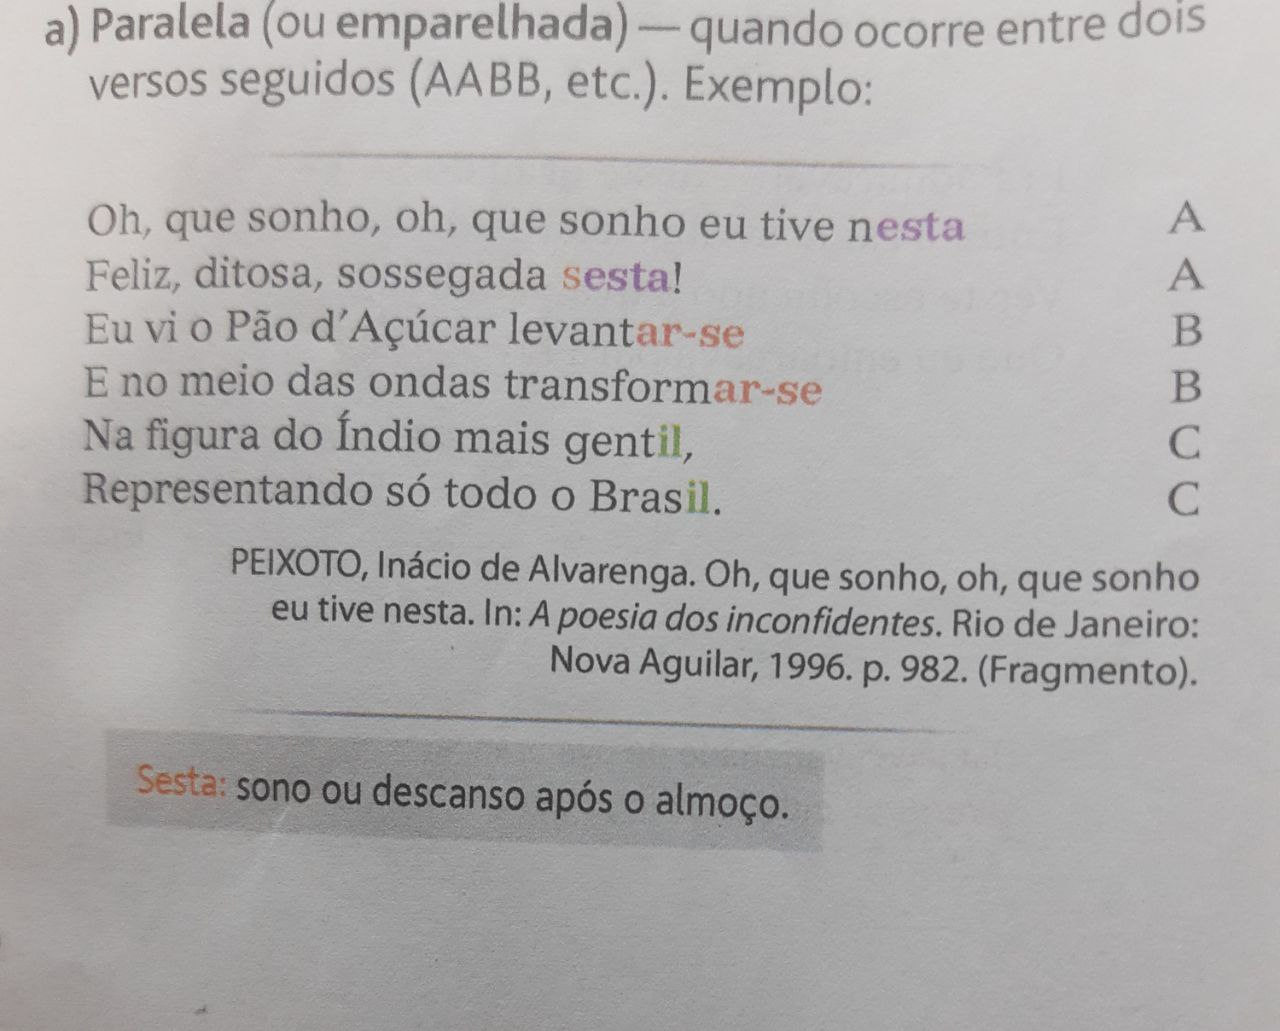 a) Paralela (ou emparelhada) — quando ocorre entre dois
versos seguidos (AABB, etc.). Exemplo:
Oh, que sonho, oh, que sonho eu tive nesta A
Feliz, ditosa, sossegada sesta! A
Eu vi o Pão d'Açúcar levantar-se B
E no meio das ondas transformar-se B
Na figura do Índio mais gentil, C
Representando só todo o Brasil. C
PEIXOTO, Inácio de Alvarenga. Oh, que sonho, oh, que sonho
eu tive nesta. In: A poesia dos inconfidentes. Rio de Janeiro:
Nova Aguilar, 1996. p. 982. (Fragmento).
Sesta: sono ou descanso após o almoço.